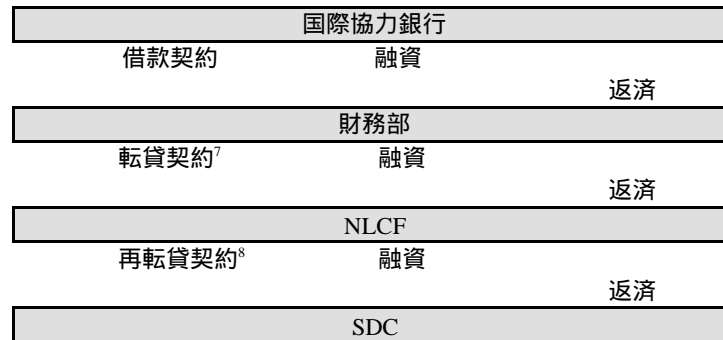 国際協力銀行
借款契約 融資
返済
財務部
転貸契約7 融資
返済
NLCF
再転貸契約8 融資
返済
SDC